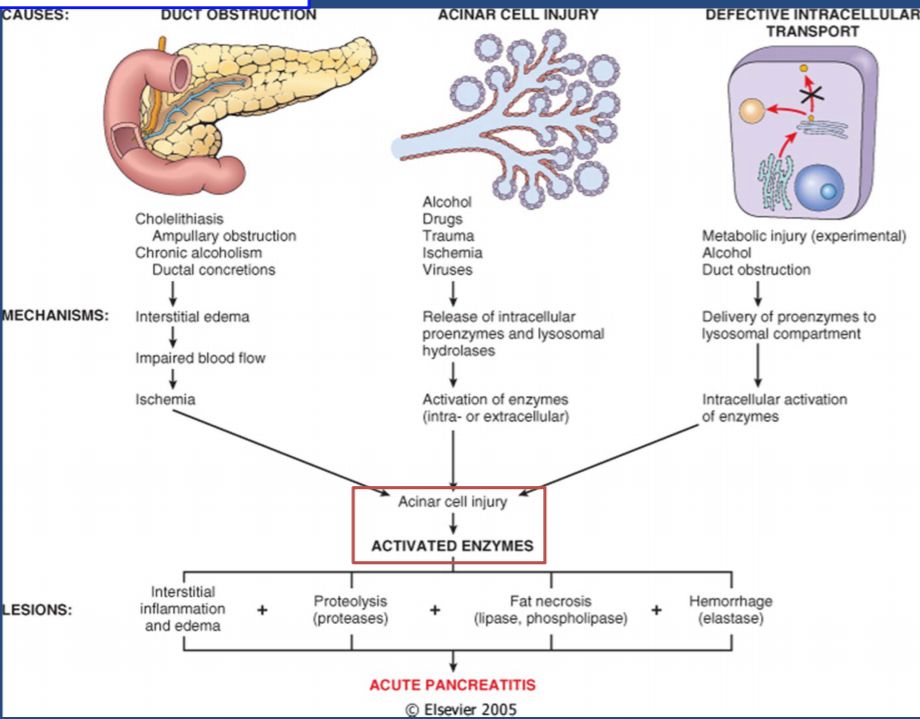 CAUSES:
DUCT OBSTRUCTION
ACINAR CELL INJURY
DEFECTIVE INTRACELLULAR
TRANSPORT
Cholelithiasis
Ampullary obstruction
Chronic alcoholism
Ductal concretions
Alcohol
Drugs
Trauma
Ischemia
Viruses
Metabolic injury (experimental)
Alcohol
Duct obstruction
MECHANISMS:
Interstitial edema
Impaired blood flow
Ischemia
Release of intracellular
proenzymes and lysosomal
hydrolases
Activation of enzymes
(intra- or extracellular)
Delivery of proenzymes to
lysosomal compartment
Intracellular activation
of enzymes
Acinar cell injury
ACTIVATED ENZYMES
LESIONS:
Interstitial
inflammation
and edema
+
Proteolysis
(proteases)
+
Fat necrosis
(lipase, phospholipase)
+
Hemorrhage
(elastase)
ACUTE PANCREATITIS
© Elsevier 2005